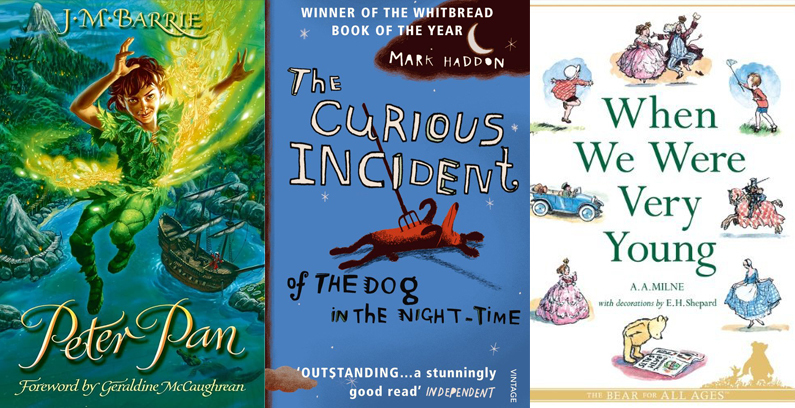 J·M·BARRIE
Peter Pan
Foreword by Geraldine McCaughrean
WINNER OF THE WHITBREAD
BOOK OF THE YEAR
MARK HADDON
The
CURIOUS
INCIDENT
of THE DOG
IN THE NIGHT-TIME
'OUTSTANDING...a stunningly
good read' INDEPENDENT
VINTAGE
When
We Were
Very
Young
A.A.MILNE
with decorations by E.H.Shepard
THE BEAR FOR ALL AGES™